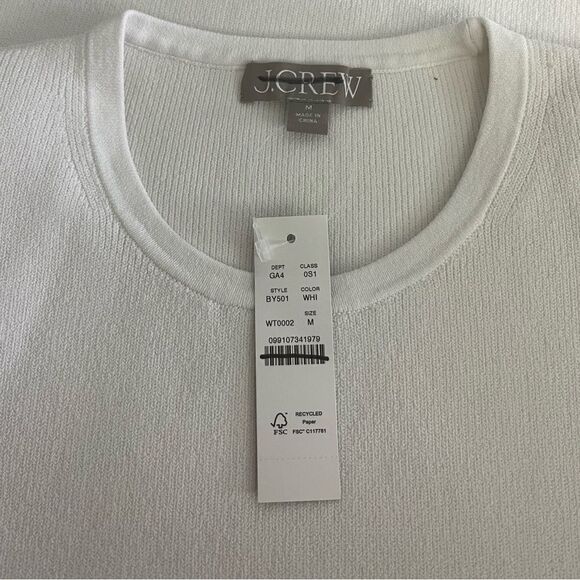 J.CREW
M
MADE IN
CHINA
DEPT CLASS
GA4 0S1
STYLE COLOR
BY501 WHI
SIZE
WT0002 M
099107341979
FSC
RECYCLED
Paper
FSC® C117781